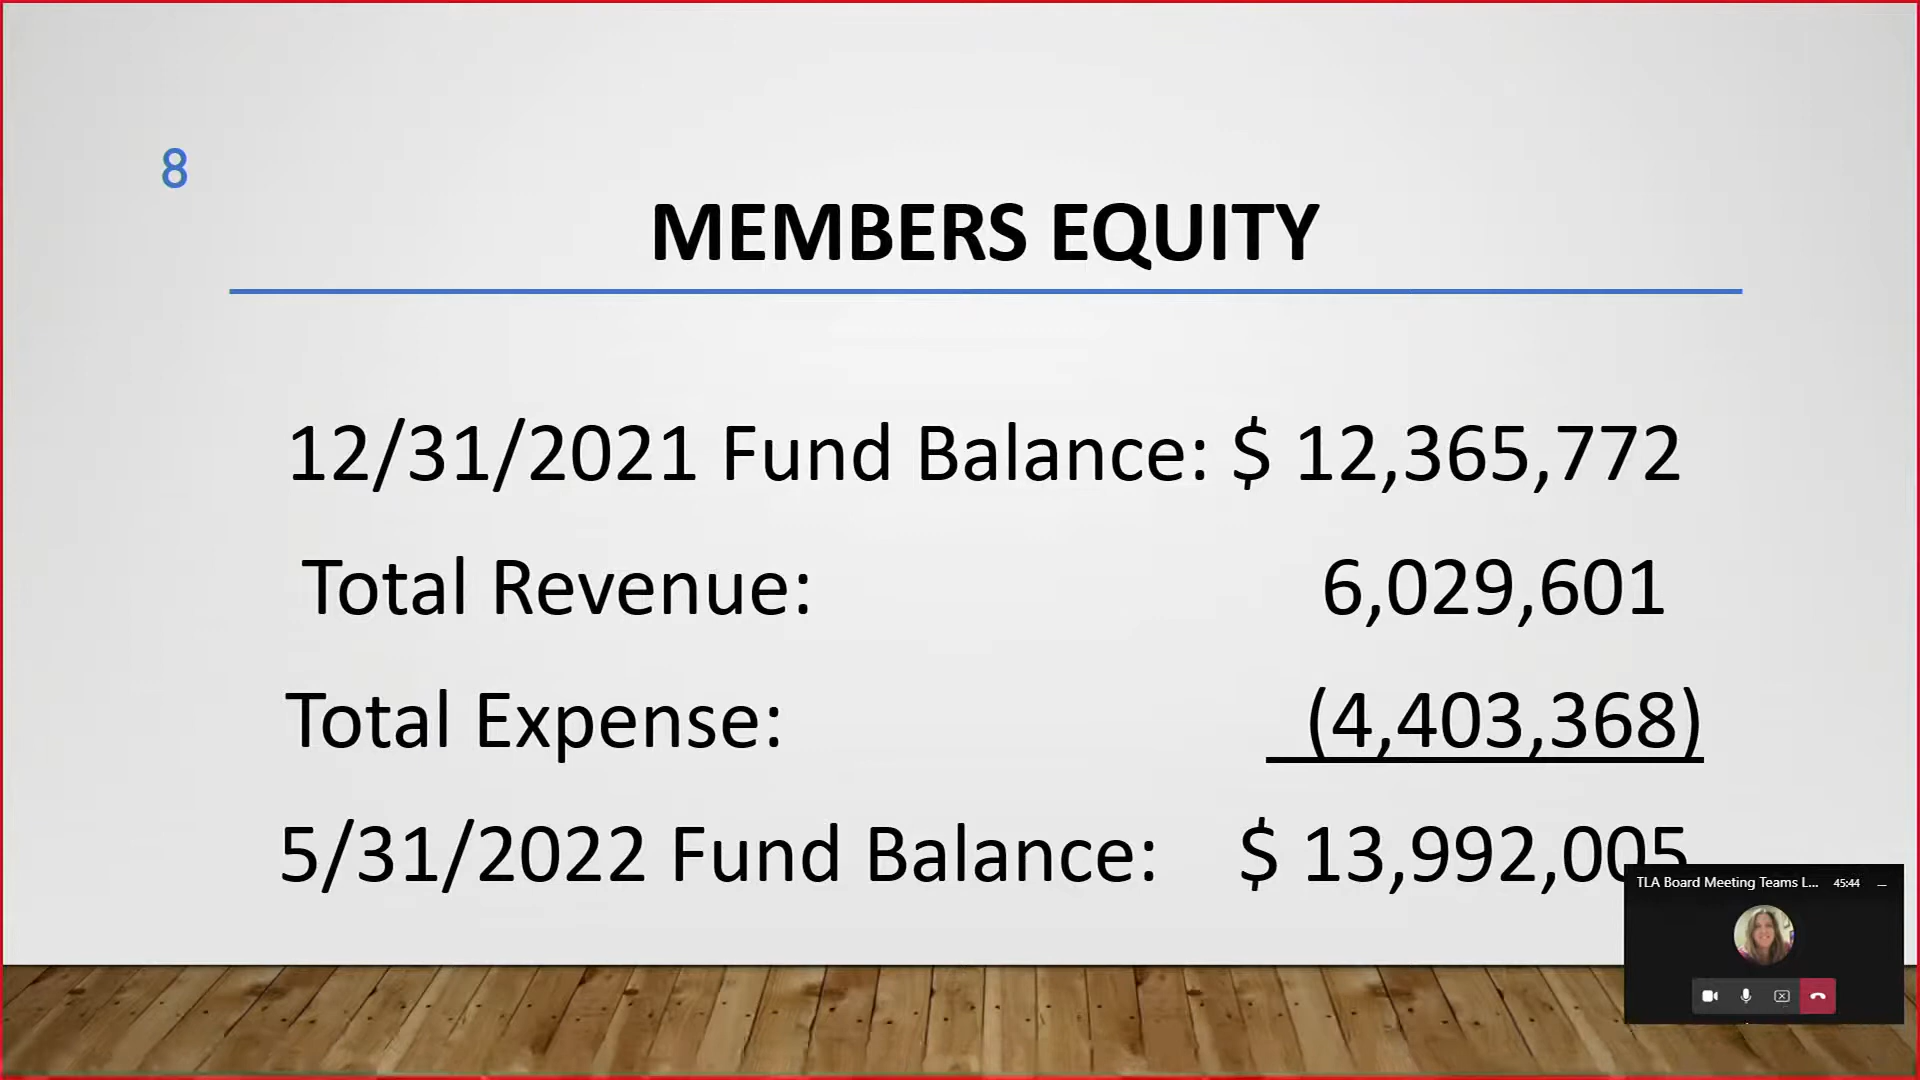 8
MEMBERS EQUITY
12/31/2021 Fund Balance: $ 12,365,772
Total Revenue: 6,029,601
Total Expense: (4,403,368)
5/31/2022 Fund Balance: $ 13,992,005
TLA Board Meeting Teams L... 45:44